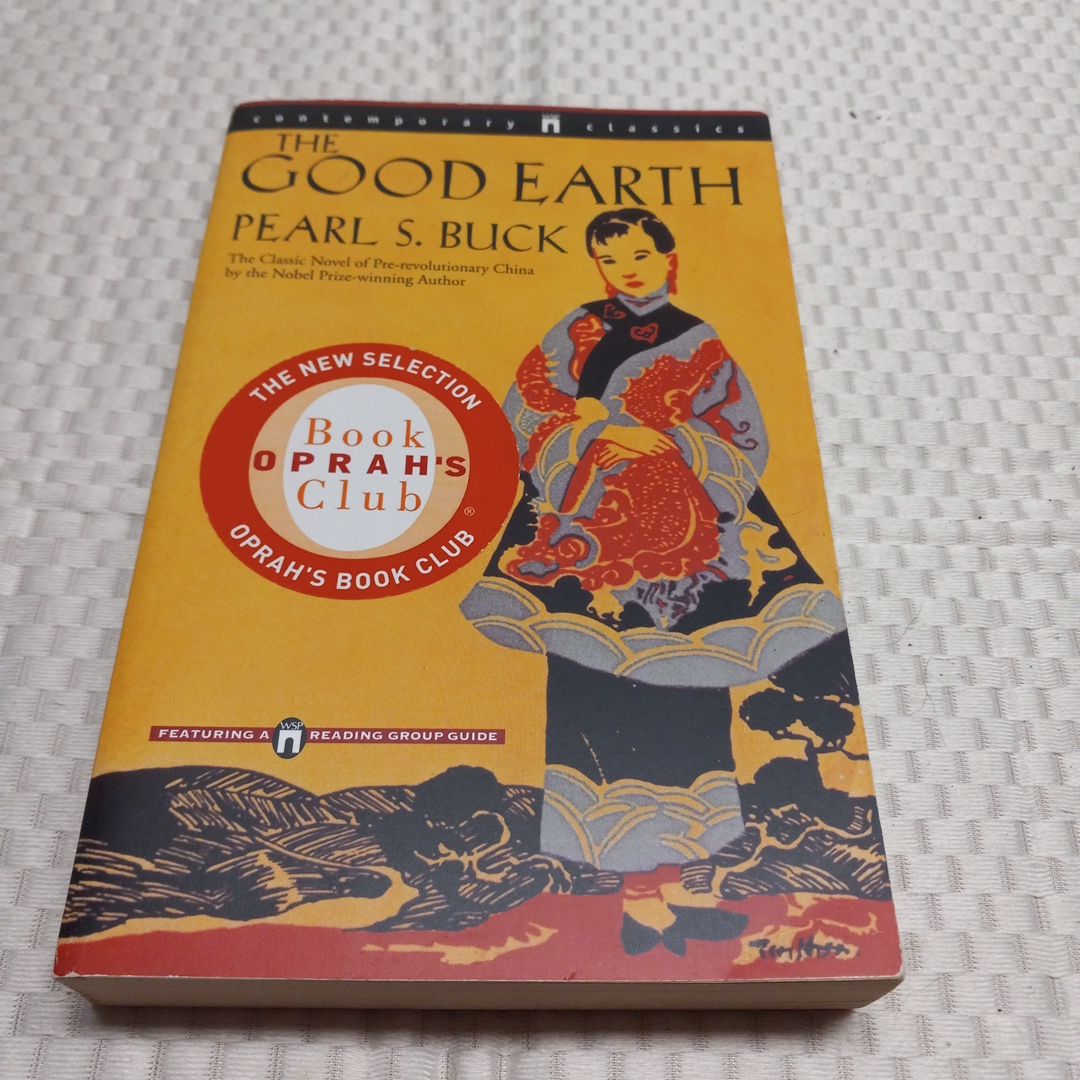 contemporary WSP classics
THE
GOOD EARTH
PEARL S. BUCK
The Classic Novel of Pre-revolutionary China
by the Nobel Prize-winning Author
THE NEW SELECTION
Book
OPRAH'S
Club ®
OPRAH'S BOOK CLUB
FEATURING A WSP READING GROUP GUIDE